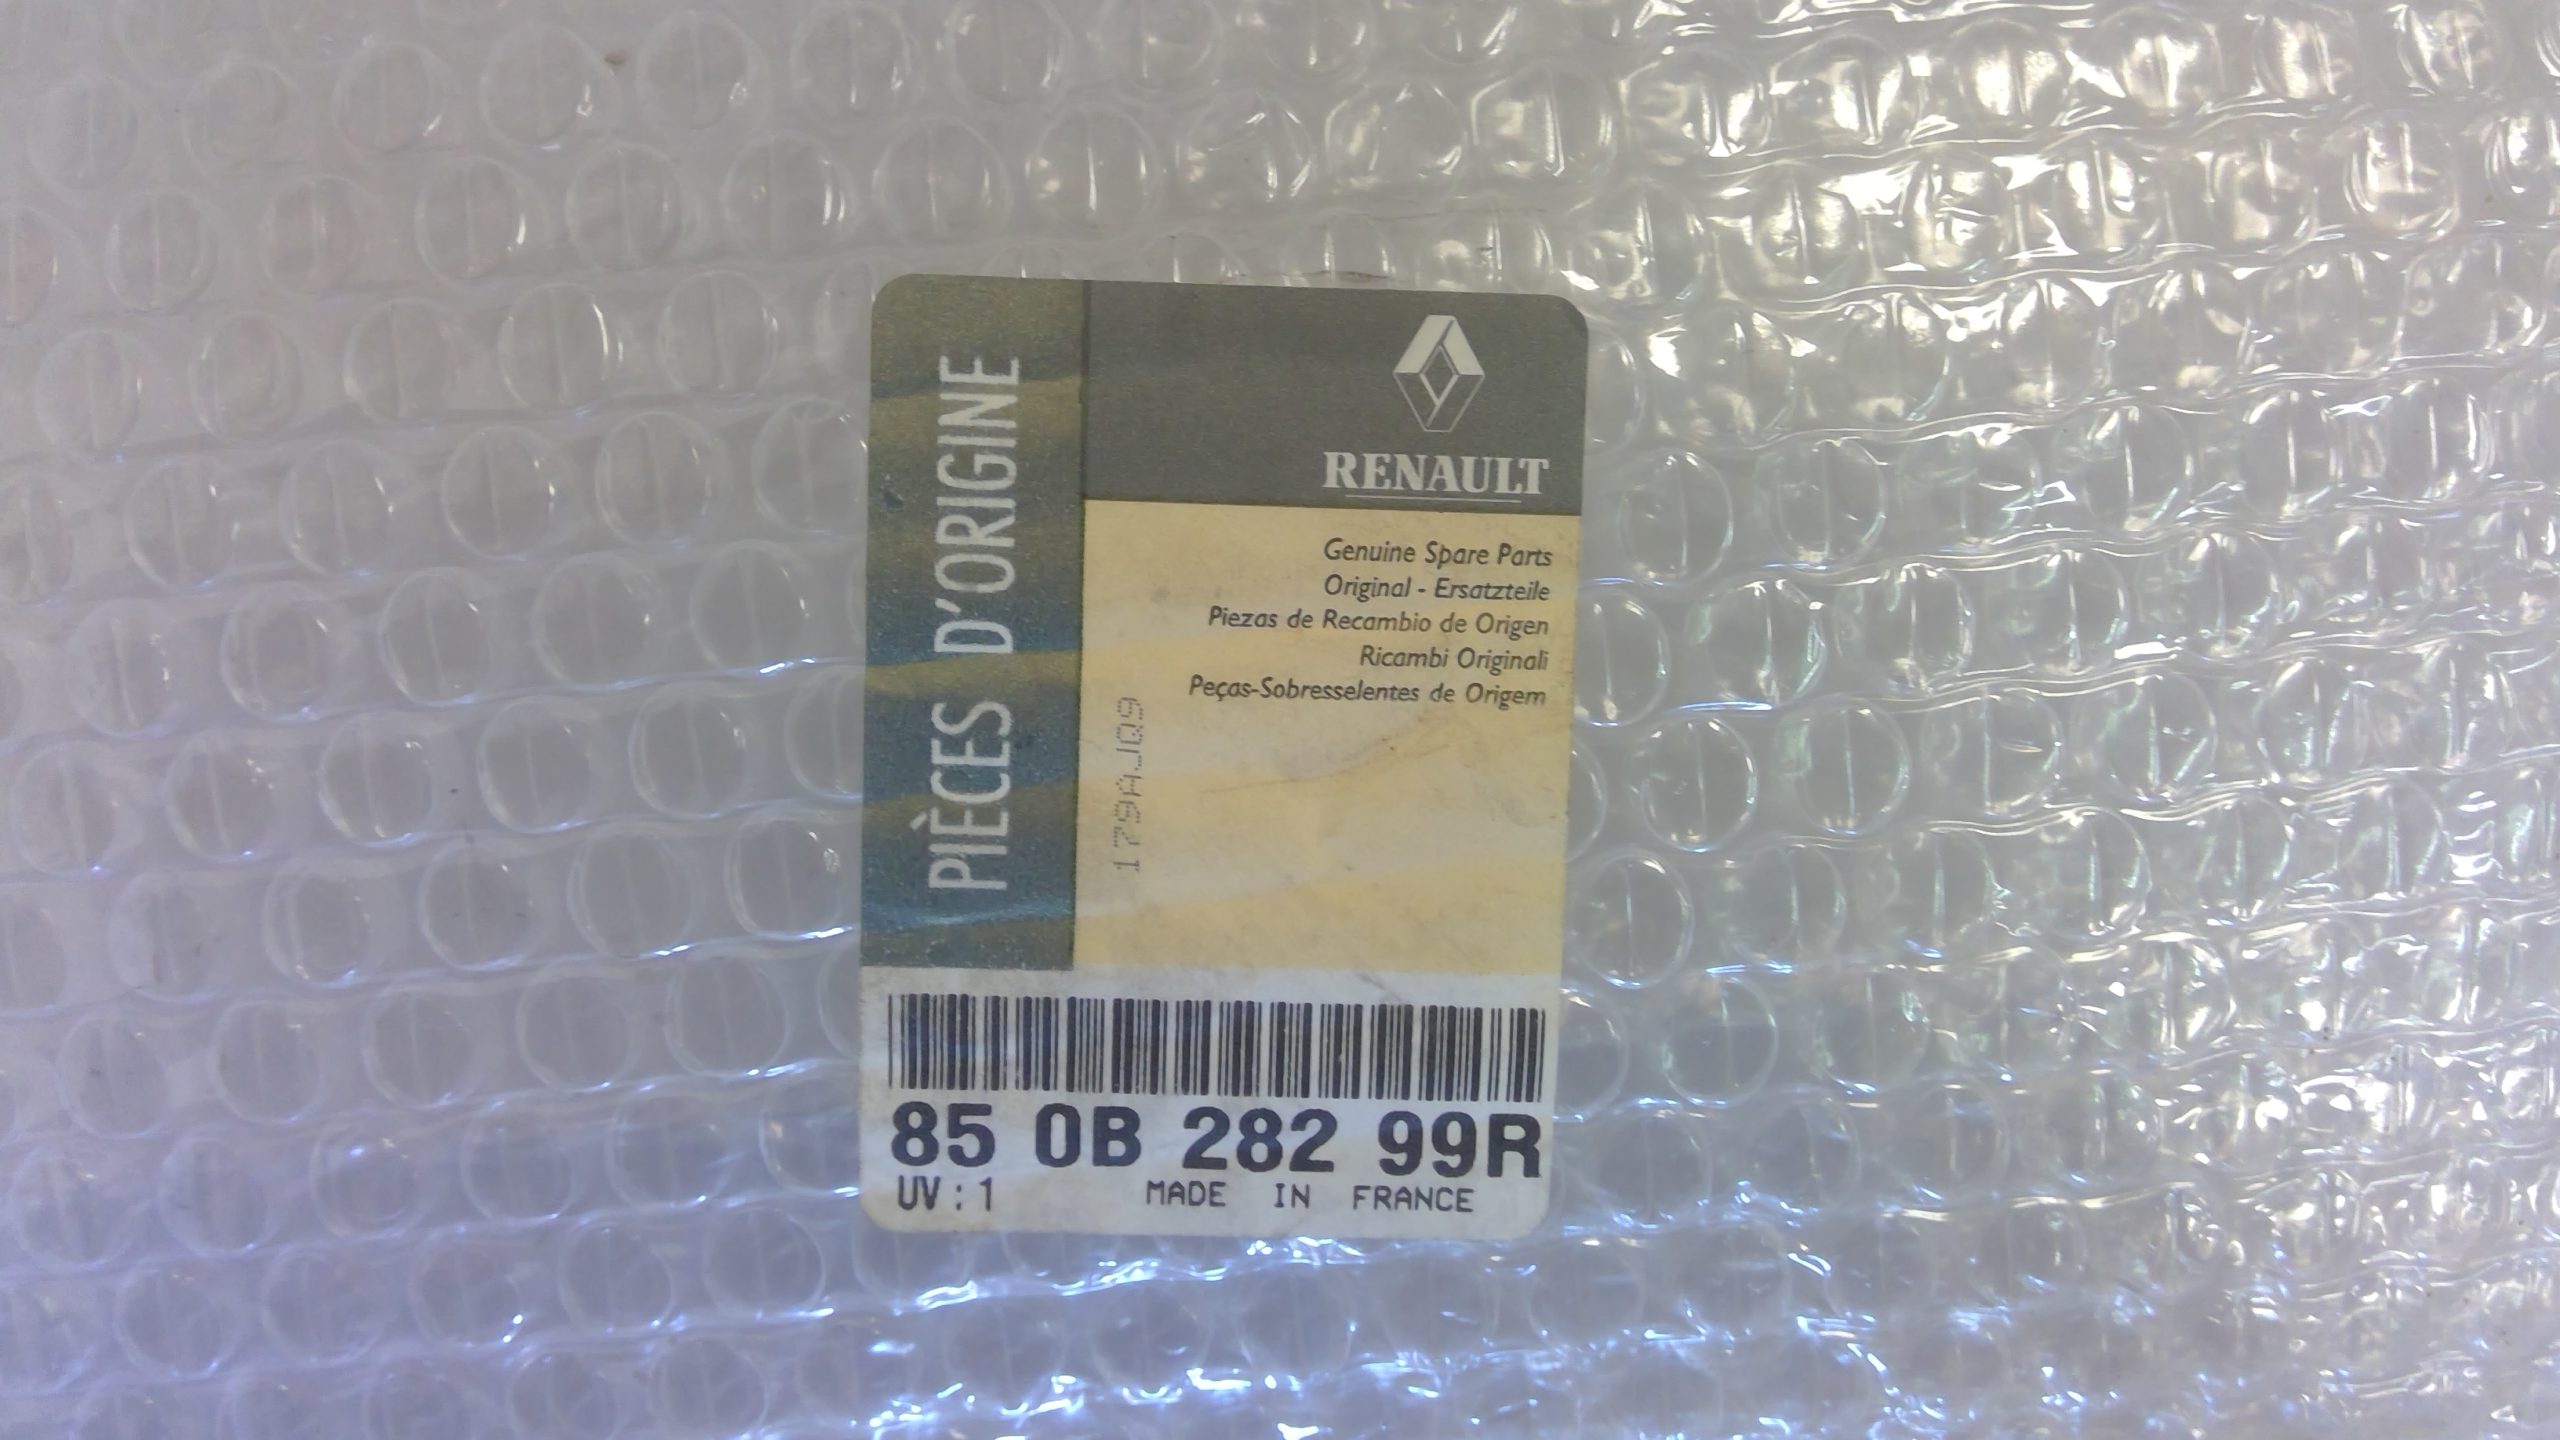 PIÈCES D'ORIGINE
RENAULT
Genuine Spare Parts
Original - Ersatzteile
Piezas de Recambio de Origen
Ricambi Originali
Peças-Sobresselentes de Origem
179AJQ9
85 0B 282 99R
UV : 1 MADE IN FRANCE